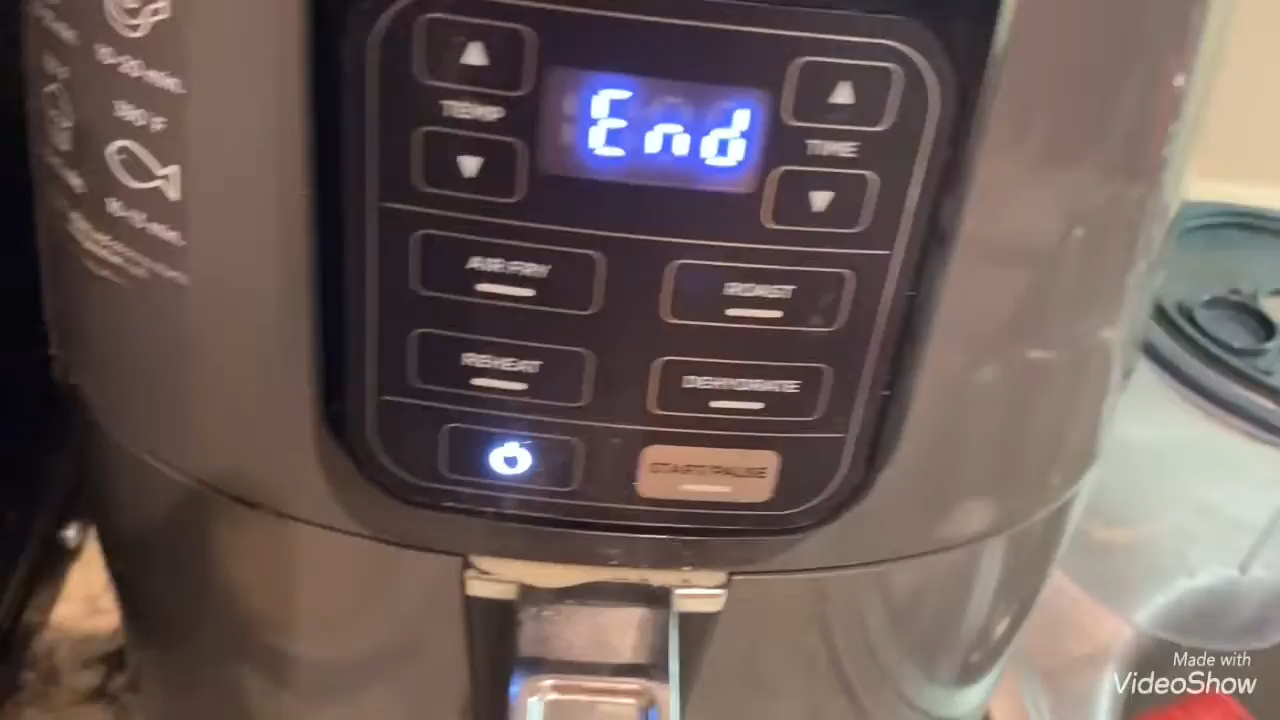 TEMP
End
TIME
AIR FRY
ROAST
REHEAT
DEHYDRATE
START/PAUSE
Made with
VideoShow